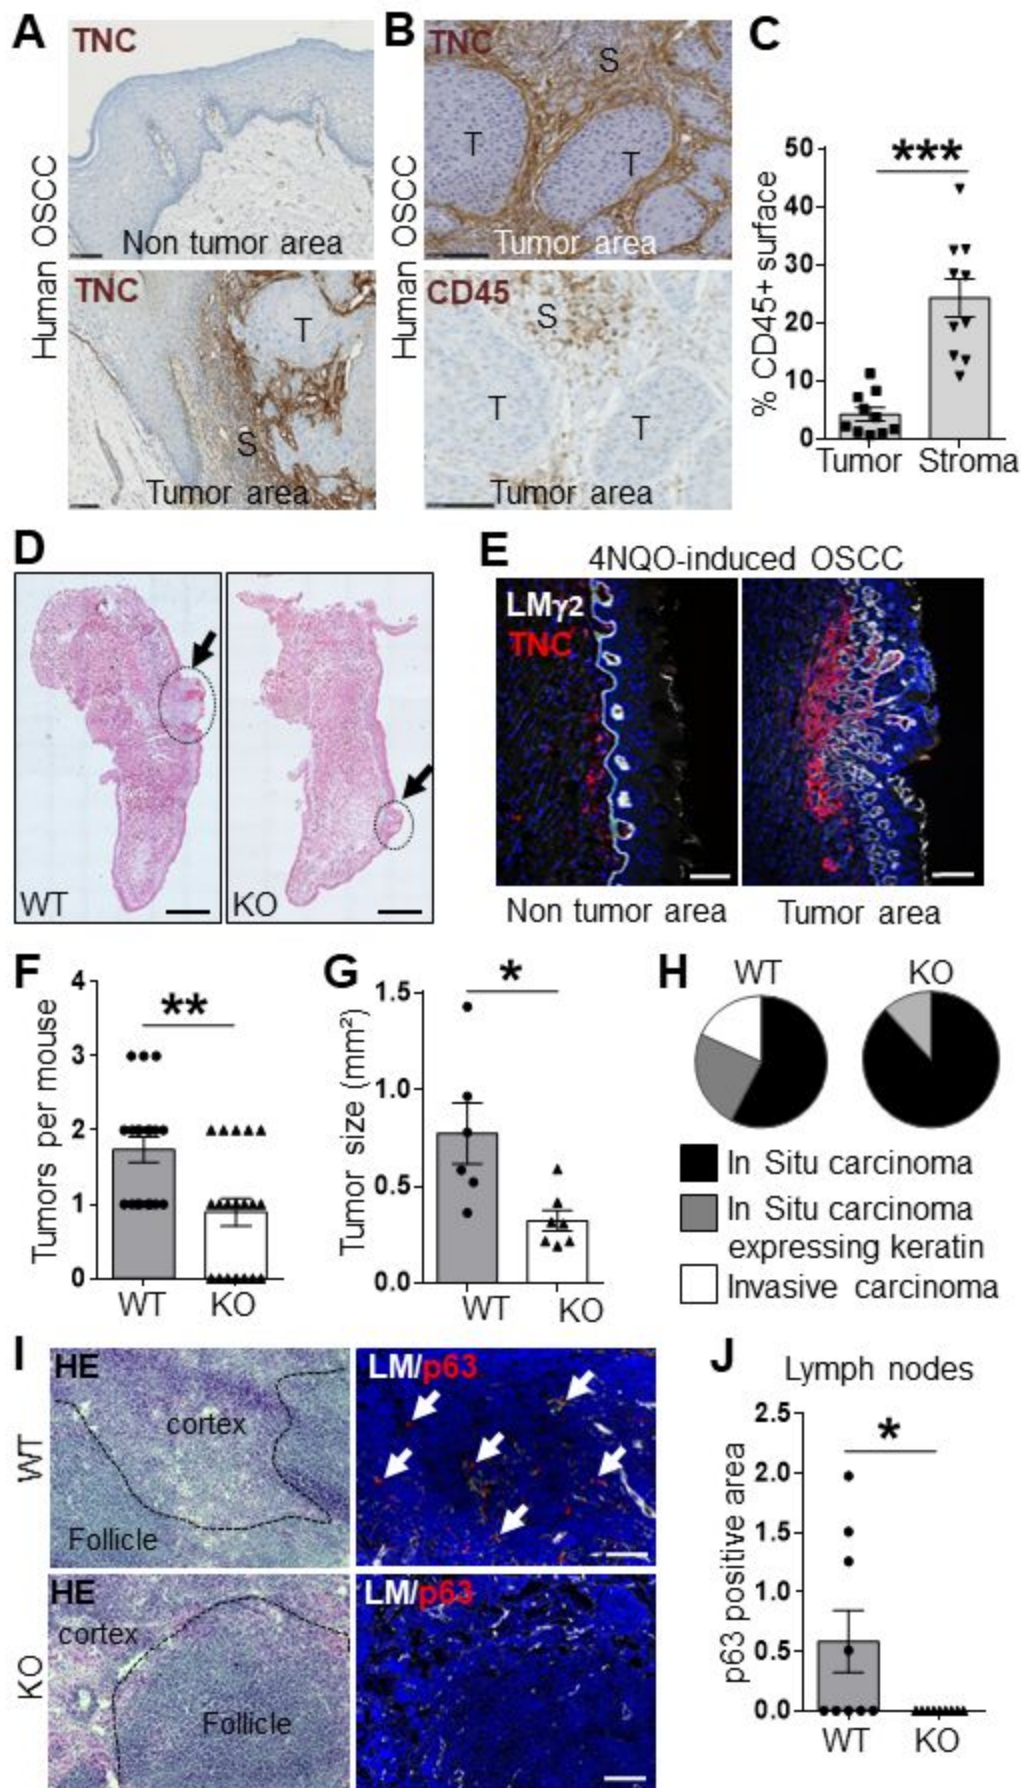 A
TNC
Human OSCC
Non tumor area
TNC
T
S
Tumor area
B
TNC
Human OSCC
S
T
T
Tumor area
CD45
S
T
T
Tumor area
C
***
% CD45+ surface
50
40
30
20
10
0
Tumor Stroma
D
WT
KO
E
4NQO-induced OSCC
LMγ2
TNC
Non tumor area
Tumor area
F
**
Tumors per mouse
4
3
2
1
0
WT KO
G
*
Tumor size (mm²)
1.5
1.0
0.5
0.0
WT KO
H
WT KO
In Situ carcinoma
In Situ carcinoma
expressing keratin
Invasive carcinoma
I
WT
HE
cortex
Follicle
LM/p63
KO
HE
cortex
Follicle
LM/p63
J
Lymph nodes
*
p63 positive area
2.5
2.0
1.5
1.0
0.5
0.0
WT KO